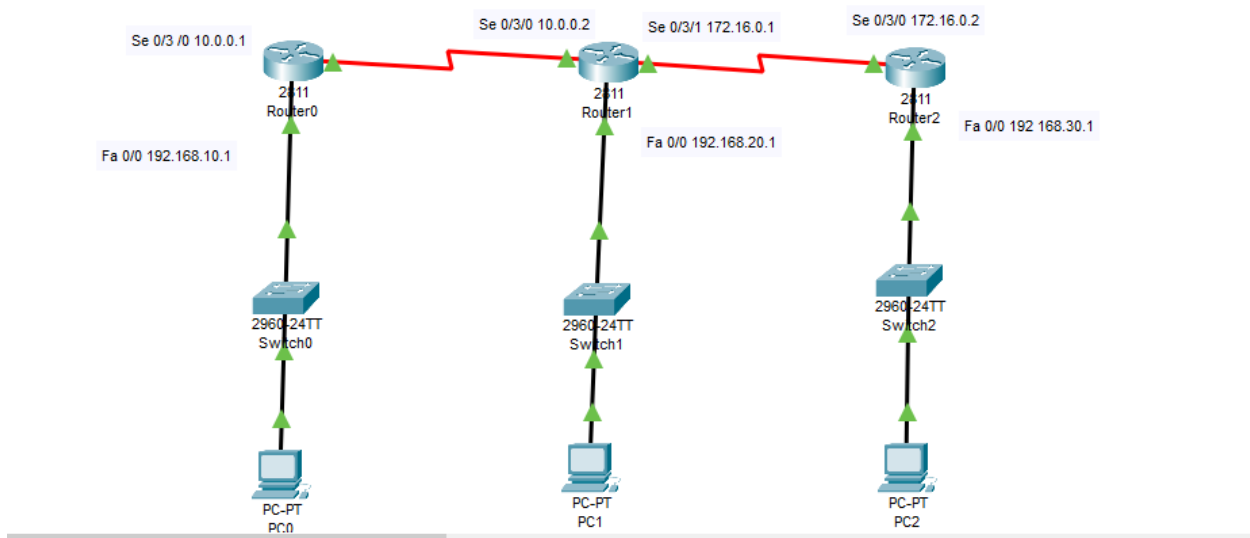 Se 0/3 /0 10.0.0.1
Se 0/3/0 10.0.0.2
Se 0/3/1 172.16.0.1
Se 0/3/0 172.16.0.2
2811
Router0
2811
Router1
2811
Router2
Fa 0/0 192.168.10.1
Fa 0/0 192.168.20.1
Fa 0/0 192 168.30.1
2960-24TT
Switch0
2960-24TT
Switch1
2960-24TT
Switch2
PC-PT
PC0
PC-PT
PC1
PC-PT
PC2